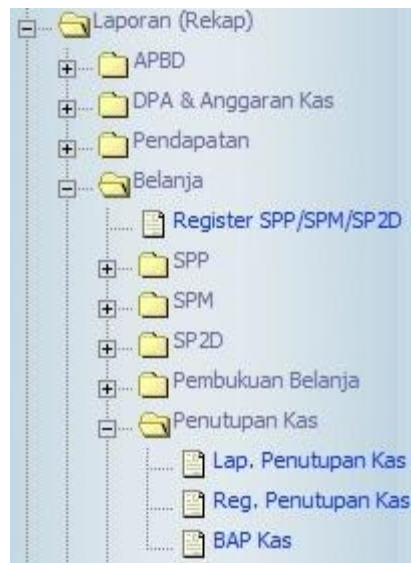 Laporan (Rekap)
APBD
DPA & Anggaran Kas
Pendapatan
Belanja
Register SPP/SPM/SP2D
SPP
SPM
SP2D
Pembukuan Belanja
Penutupan Kas
Lap. Penutupan Kas
Reg. Penutupan Kas
BAP Kas